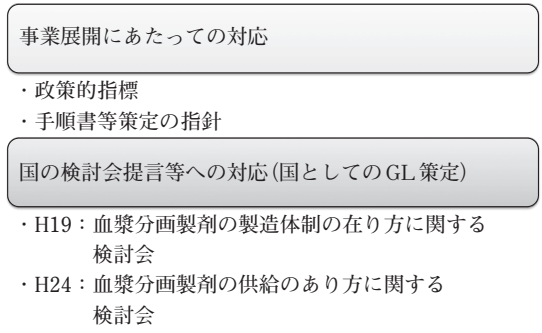 事業展開にあたっての対応
・政策的指標
・手順書等策定の指針
国の検討会提言等への対応(国としてのGL策定)
・H19：血漿分画製剤の製造体制の在り方に関する
検討会
・H24：血漿分画製剤の供給のあり方に関する
検討会